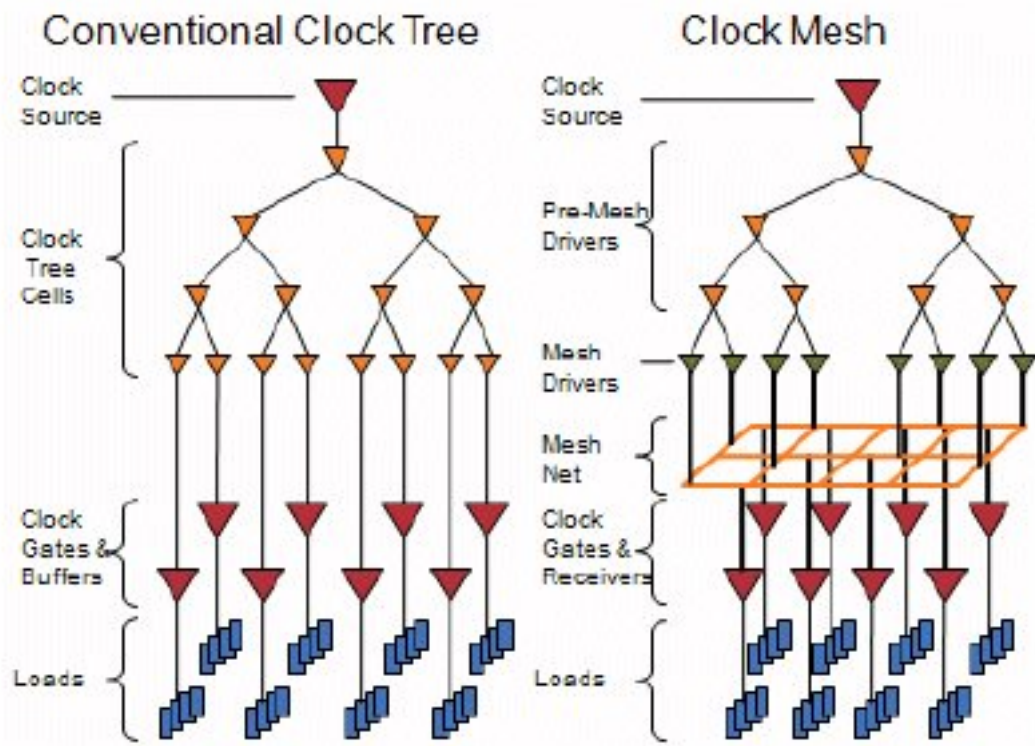 Conventional Clock Tree
Clock
Source
Clock
Tree
Cells
Clock
Gates &
Buffers
Loads
Clock Mesh
Clock
Source
Pre-Mesh
Drivers
Mesh
Drivers
Mesh
Net
Clock
Gates &
Receivers
Loads